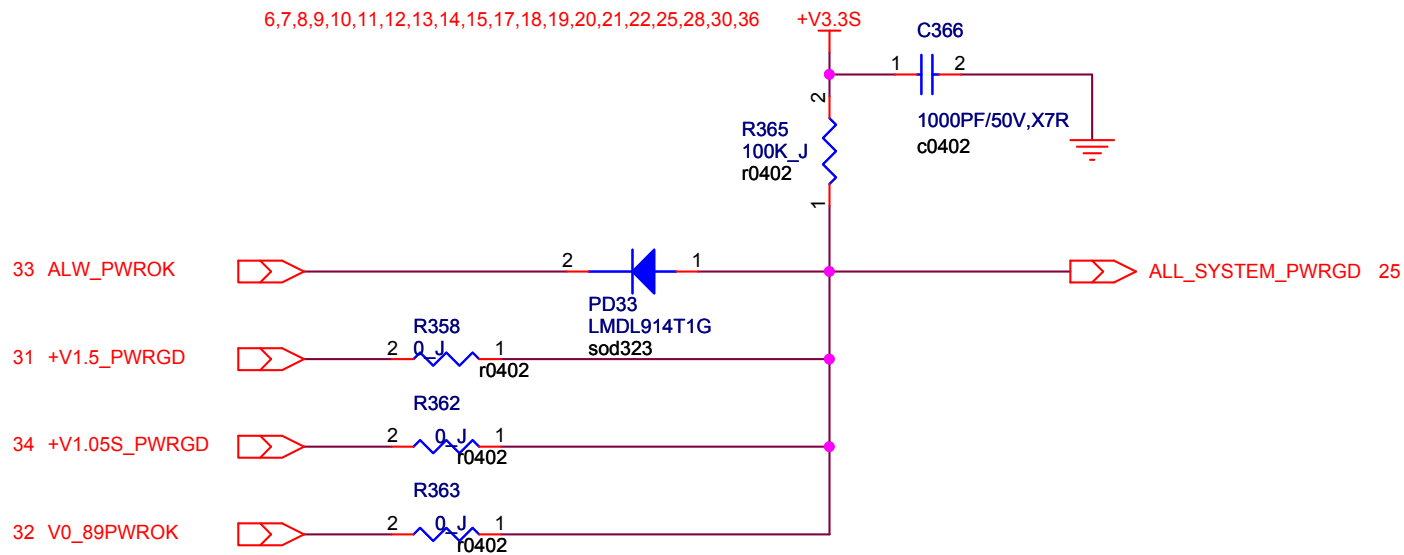 6,7,8,9,10,11,12,13,14,15,17,18,19,20,21,22,25,28,30,36 +V3.3S
C366
1 2
1000PF/50V,X7R
c0402
2
R365
100K_J
r0402
1
33 ALW_PWROK 2 1 ALL_SYSTEM_PWRGD 25
PD33
LMDL914T1G
sod323
R358
31 +V1.5_PWRGD 2 0_J 1
r0402
R362
34 +V1.05S_PWRGD 2 0_J 1
r0402
R363
32 V0_89PWROK 2 0_J 1
r0402